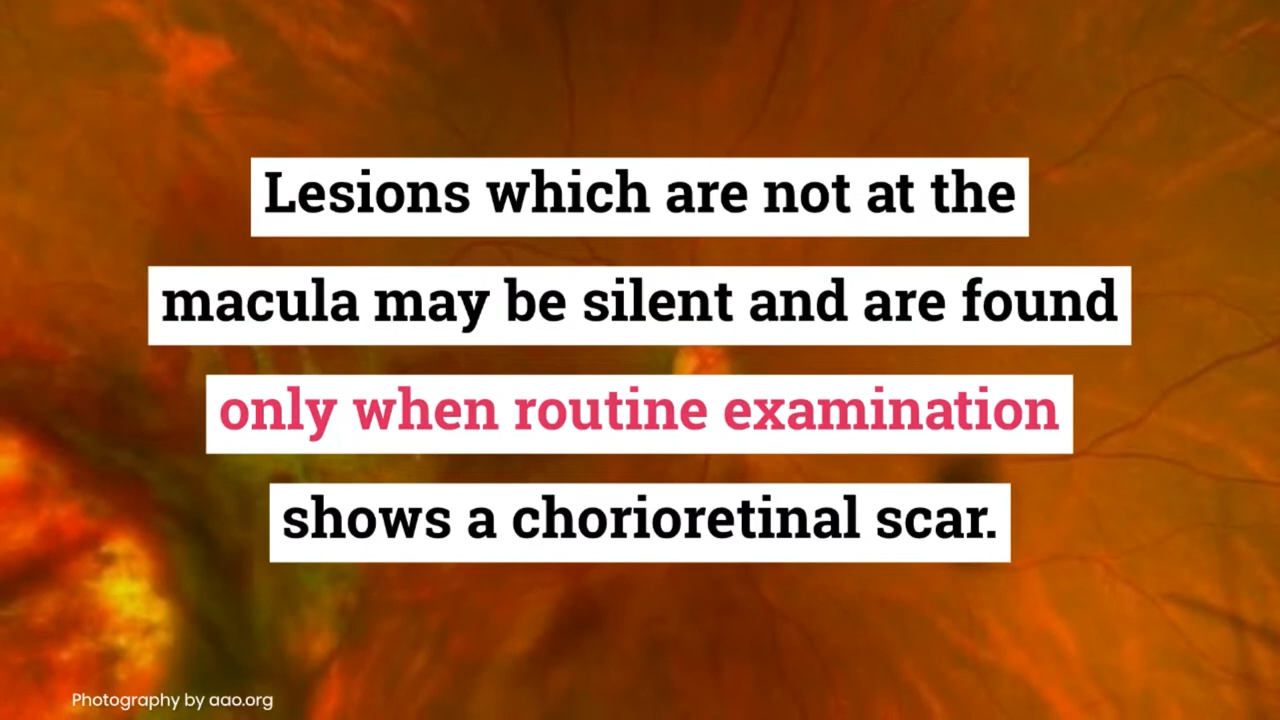 Lesions which are not at the
macula may be silent and are found
only when routine examination
shows a chorioretinal scar.
Photography by aao.org